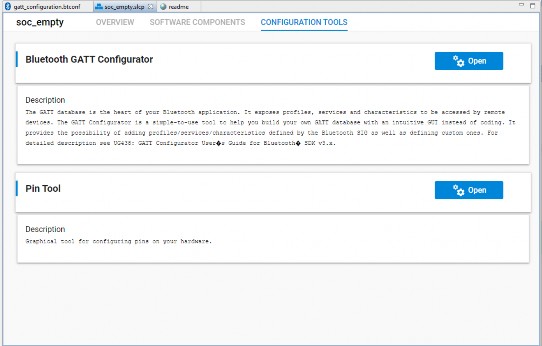 gatt_configuration.btconf soc_empty.slcp readme
soc_empty OVERVIEW SOFTWARE COMPONENTS CONFIGURATION TOOLS
Bluetooth GATT Configurator
Open
Description
The GATT database is the heart of your Bluetooth application. It exposes profiles, services and characteristics to be accessed by remote
devices. The GATT Configurator is a simple-to-use tool to help you build your own GATT database with an intuitive GUI instead of coding. It
provides the possibility of adding profiles/services/characteristics defined by the Bluetooth SIG as well as defining custom ones. For
detailed description see UG438: GATT Configurator User�s Guide for Bluetooth� SDK v3.x.
Pin Tool
Open
Description
Graphical tool for configuring pins on your hardware.